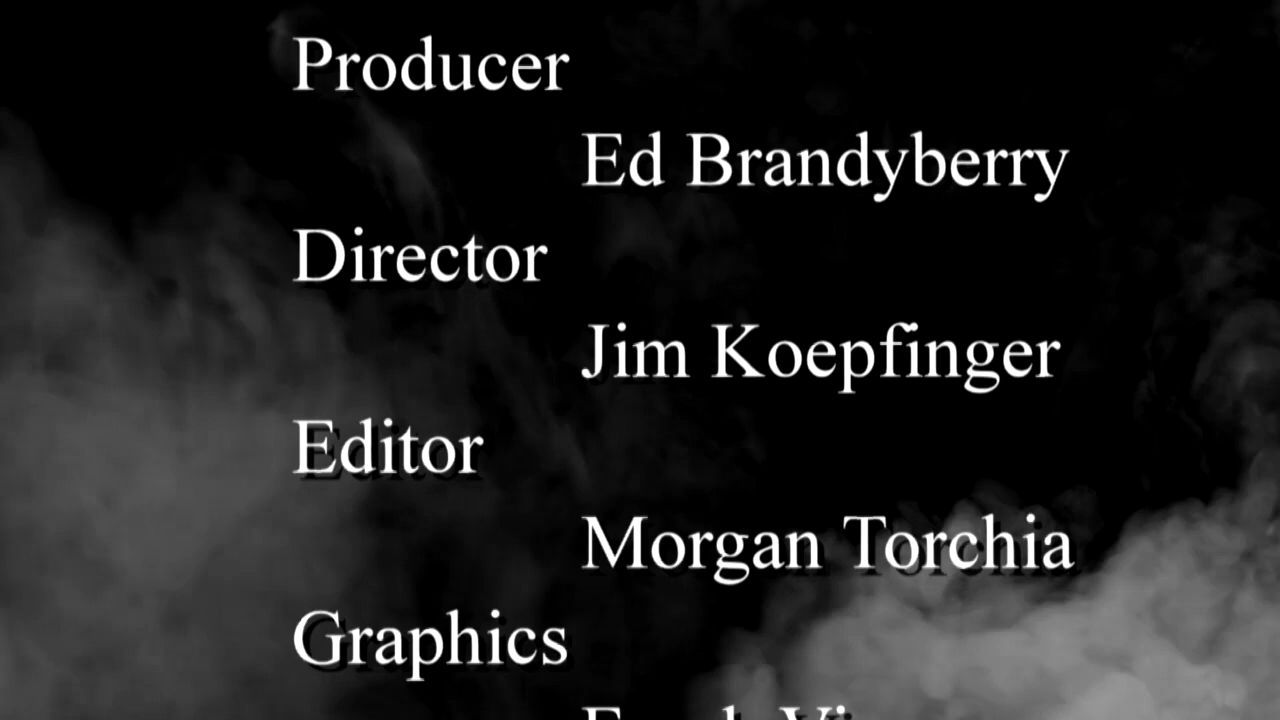 Producer
Ed Brandyberry
Director
Jim Koepfinger
Editor
Morgan Torchia
Graphics